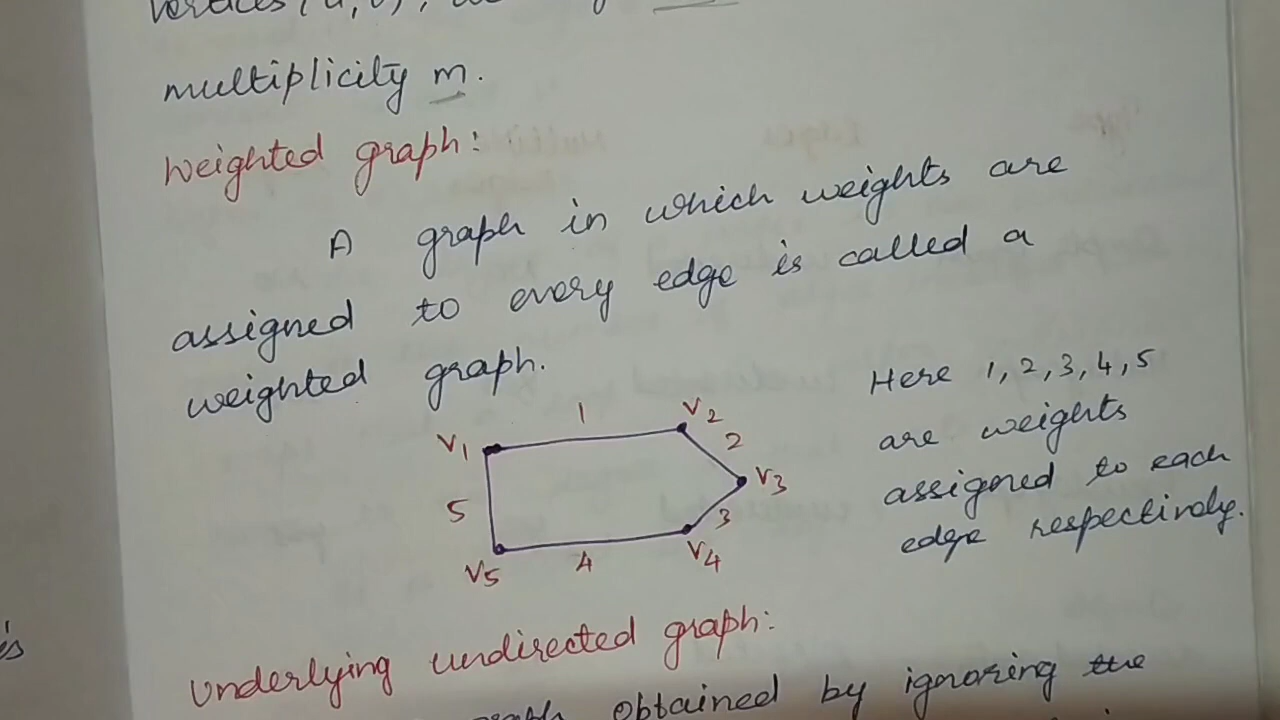 multiplicity m.
Weighted graph:
A graph in which weights are
assigned to every edge is called a
weighted graph.
Here 1, 2, 3, 4, 5
are weights
assigned to each
edge respectively.
V1 1 V2
2
V3
5
3
V5 4 V4
Underlying undirected graph:
graph obtained by ignoring the
is